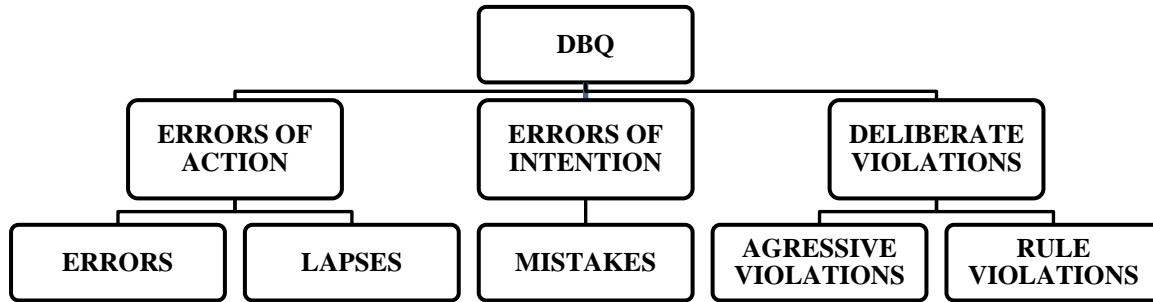 DBQ
ERRORS OF
ACTION
ERRORS OF
INTENTION
DELIBERATE
VIOLATIONS
ERRORS
LAPSES
MISTAKES
AGRESSIVE
VIOLATIONS
RULE
VIOLATIONS